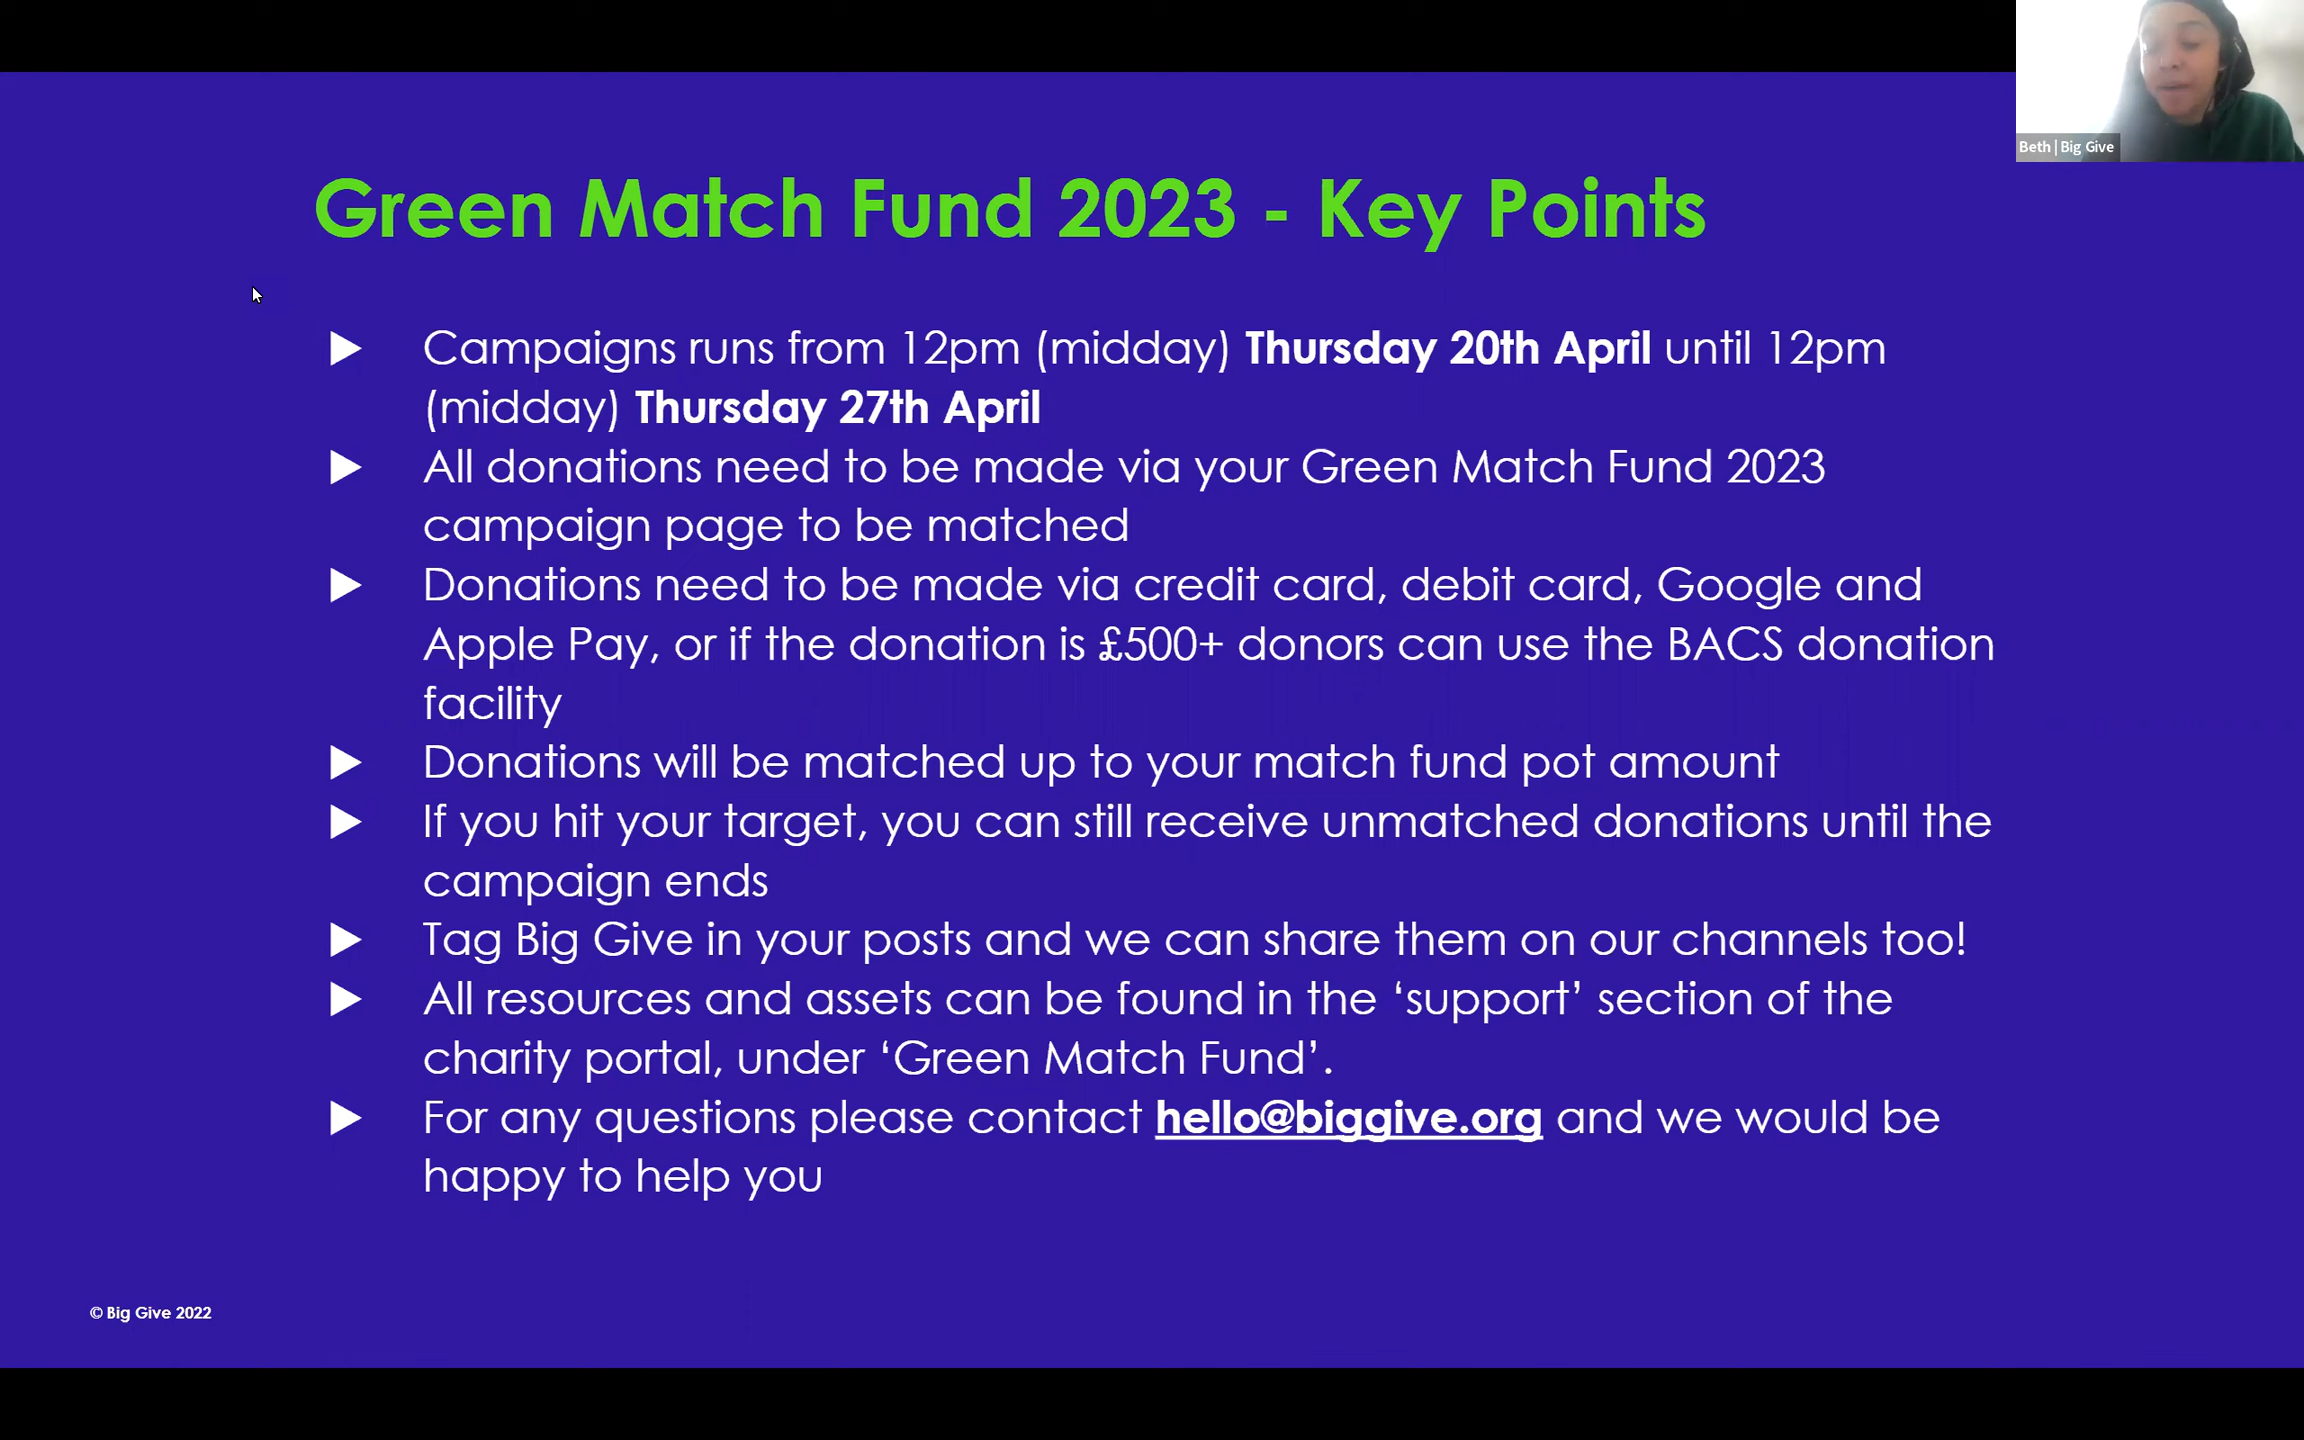 Beth | Big Give
Green Match Fund 2023 - Key Points
Campaigns runs from 12pm (midday) Thursday 20th April until 12pm
(midday) Thursday 27th April
All donations need to be made via your Green Match Fund 2023
campaign page to be matched
Donations need to be made via credit card, debit card, Google and
Apple Pay, or if the donation is £500+ donors can use the BACS donation
facility
Donations will be matched up to your match fund pot amount
If you hit your target, you can still receive unmatched donations until the
campaign ends
Tag Big Give in your posts and we can share them on our channels too!
All resources and assets can be found in the ‘support’ section of the
charity portal, under ‘Green Match Fund’.
For any questions please contact hello@biggive.org and we would be
happy to help you
© Big Give 2022